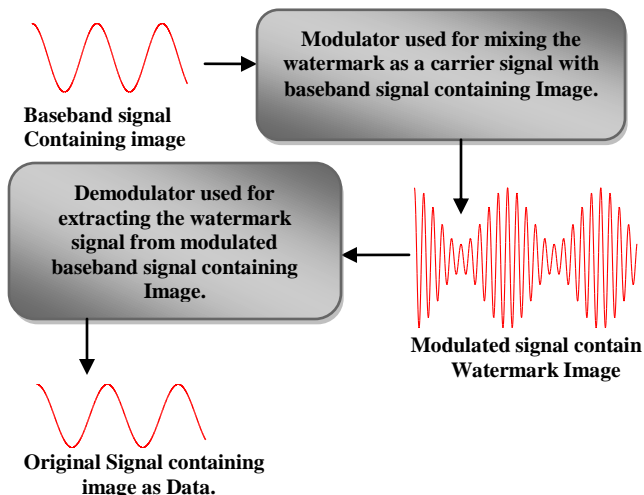 Modulator used for mixing the
watermark as a carrier signal with
baseband signal containing Image.
Baseband signal
Containing image
Demodulator used for
extracting the watermark
signal from modulated
baseband signal containing
Image.
Modulated signal contain
Watermark Image
Original Signal containing
image as Data.